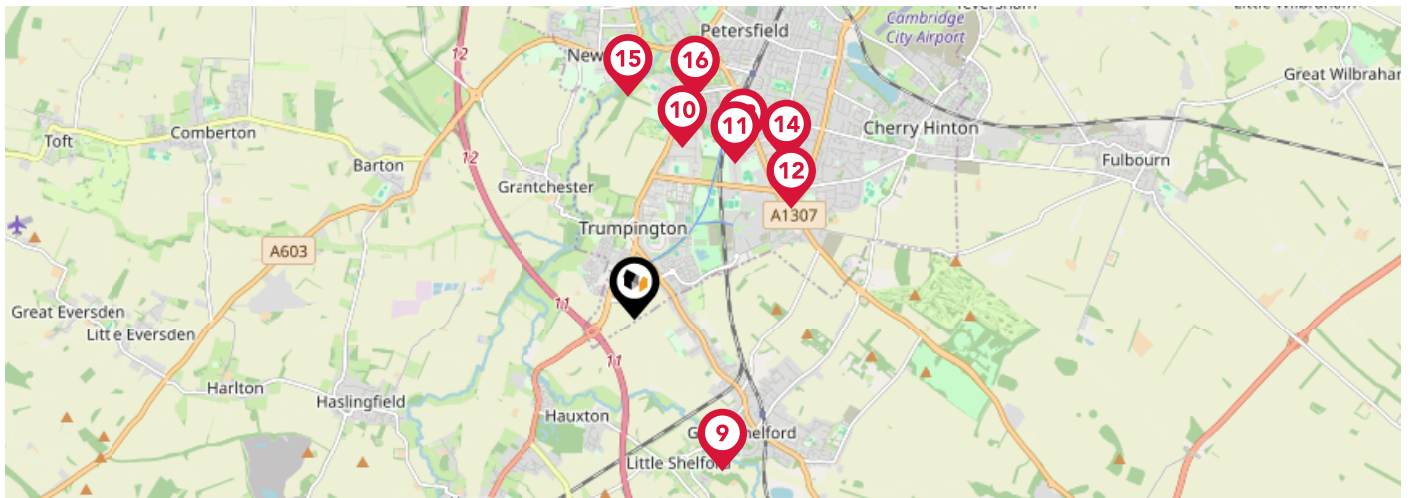 Cambridge
City Airport
Petersfield
12
15
16
Great Wilbraham
10
11
14
Toft
Comberton
Cherry Hinton
12
Barton
Fulbourn
12
Grantchester
A1307
Trumpington
A603
11
Great Eversden
Little Eversden
11
Harlton
Haslingfield
Hauxton
9
Little Shelford